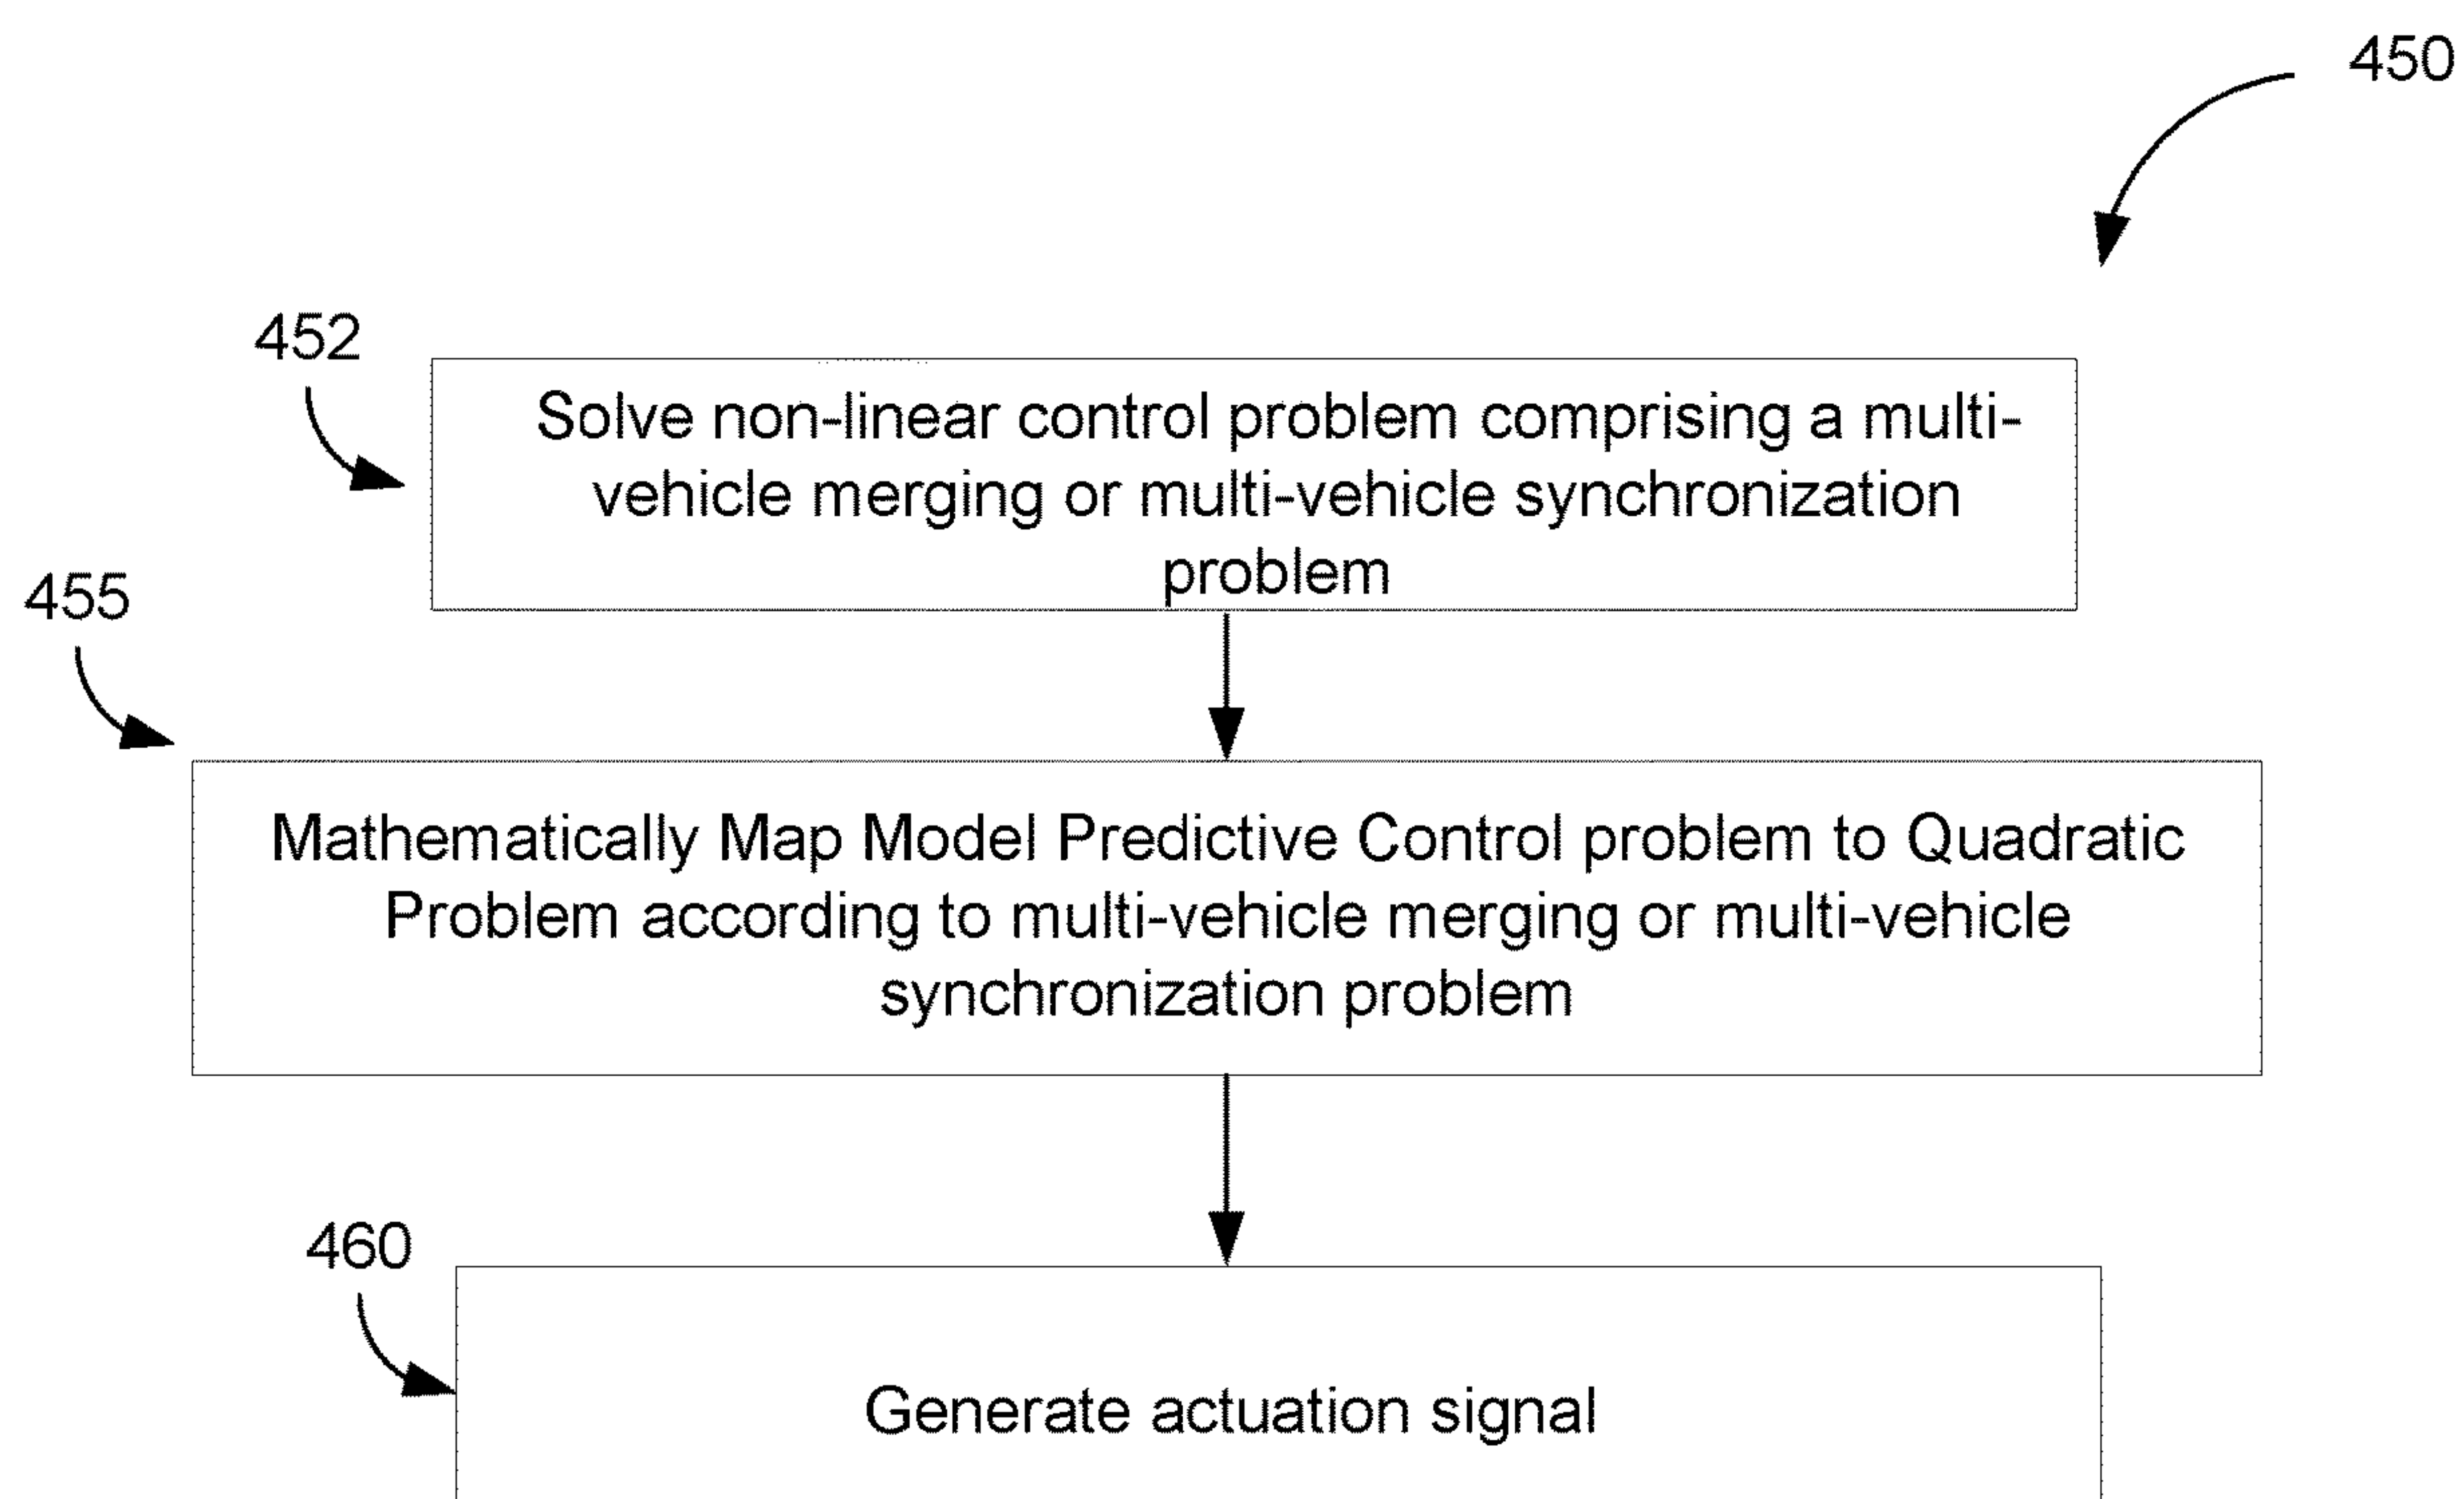 450
452
Solve non-linear control problem comprising a multi-
vehicle merging or multi-vehicle synchronization
problem
455
Mathematically Map Model Predictive Control problem to Quadratic
Problem according to multi-vehicle merging or multi-vehicle
synchronization problem
460
Generate actuation signal